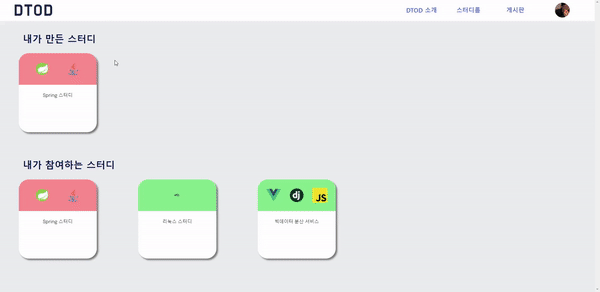 DTOD
DTOD 소개 스터디룸 게시판
내가 만든 스터디
Spring 스터디
내가 참여하는 스터디
dj JS
Spring 스터디 리눅스 스터디 빅데이터 분산 서비스